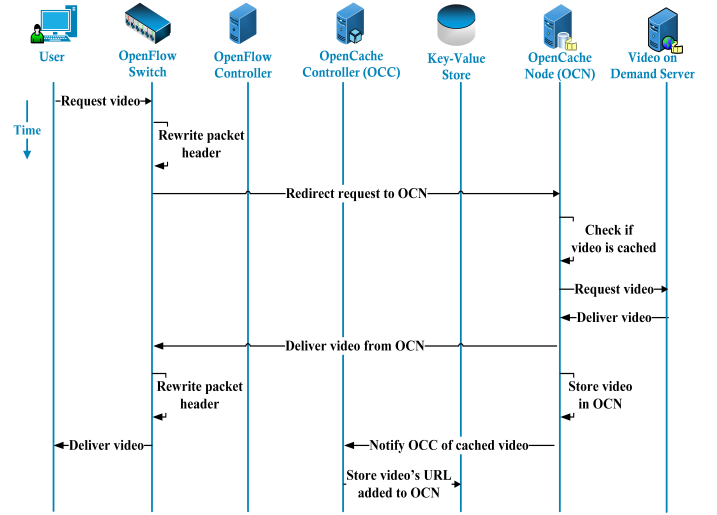 User
OpenFlow
Switch
OpenFlow
Controller
OpenCache
Controller (OCC)
Key-Value
Store
OpenCache
Node (OCN)
Video on
Demand Server
Time
Request video
Rewrite packet
header
Redirect request to OCN
Check if
video is cached
Request video
Deliver video
Deliver video from OCN
Rewrite packet
header
Store video
in OCN
Deliver video
Notify OCC of cached video
Store video's URL
added to OCN